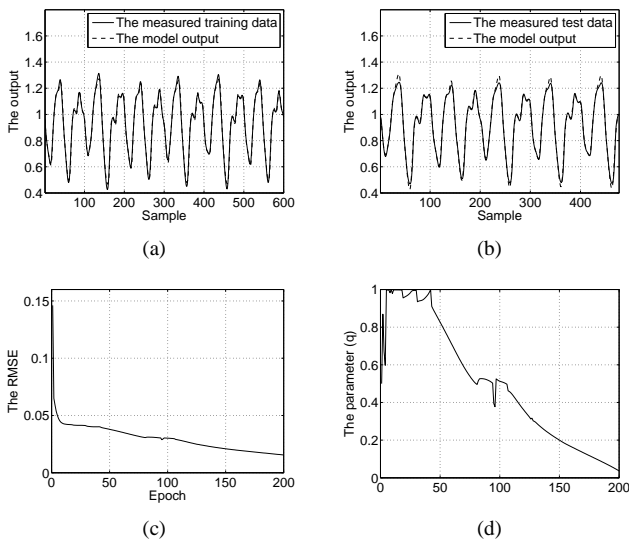 The measured training data
The model output
1.6
1.4
1.2
1
0.8
0.6
0.4
The output
100 200 300 400 500 600
Sample
(a)
The measured test data
The model output
1.6
1.4
1.2
1
0.8
0.6
0.4
The output
100 200 300 400
Sample
(b)
0.15
0.1
0.05
0
The RMSE
0 50 100 150 200
Epoch
(c)
1
0.8
0.6
0.4
0.2
0
The parameter (q)
0 50 100 150 200
(d)